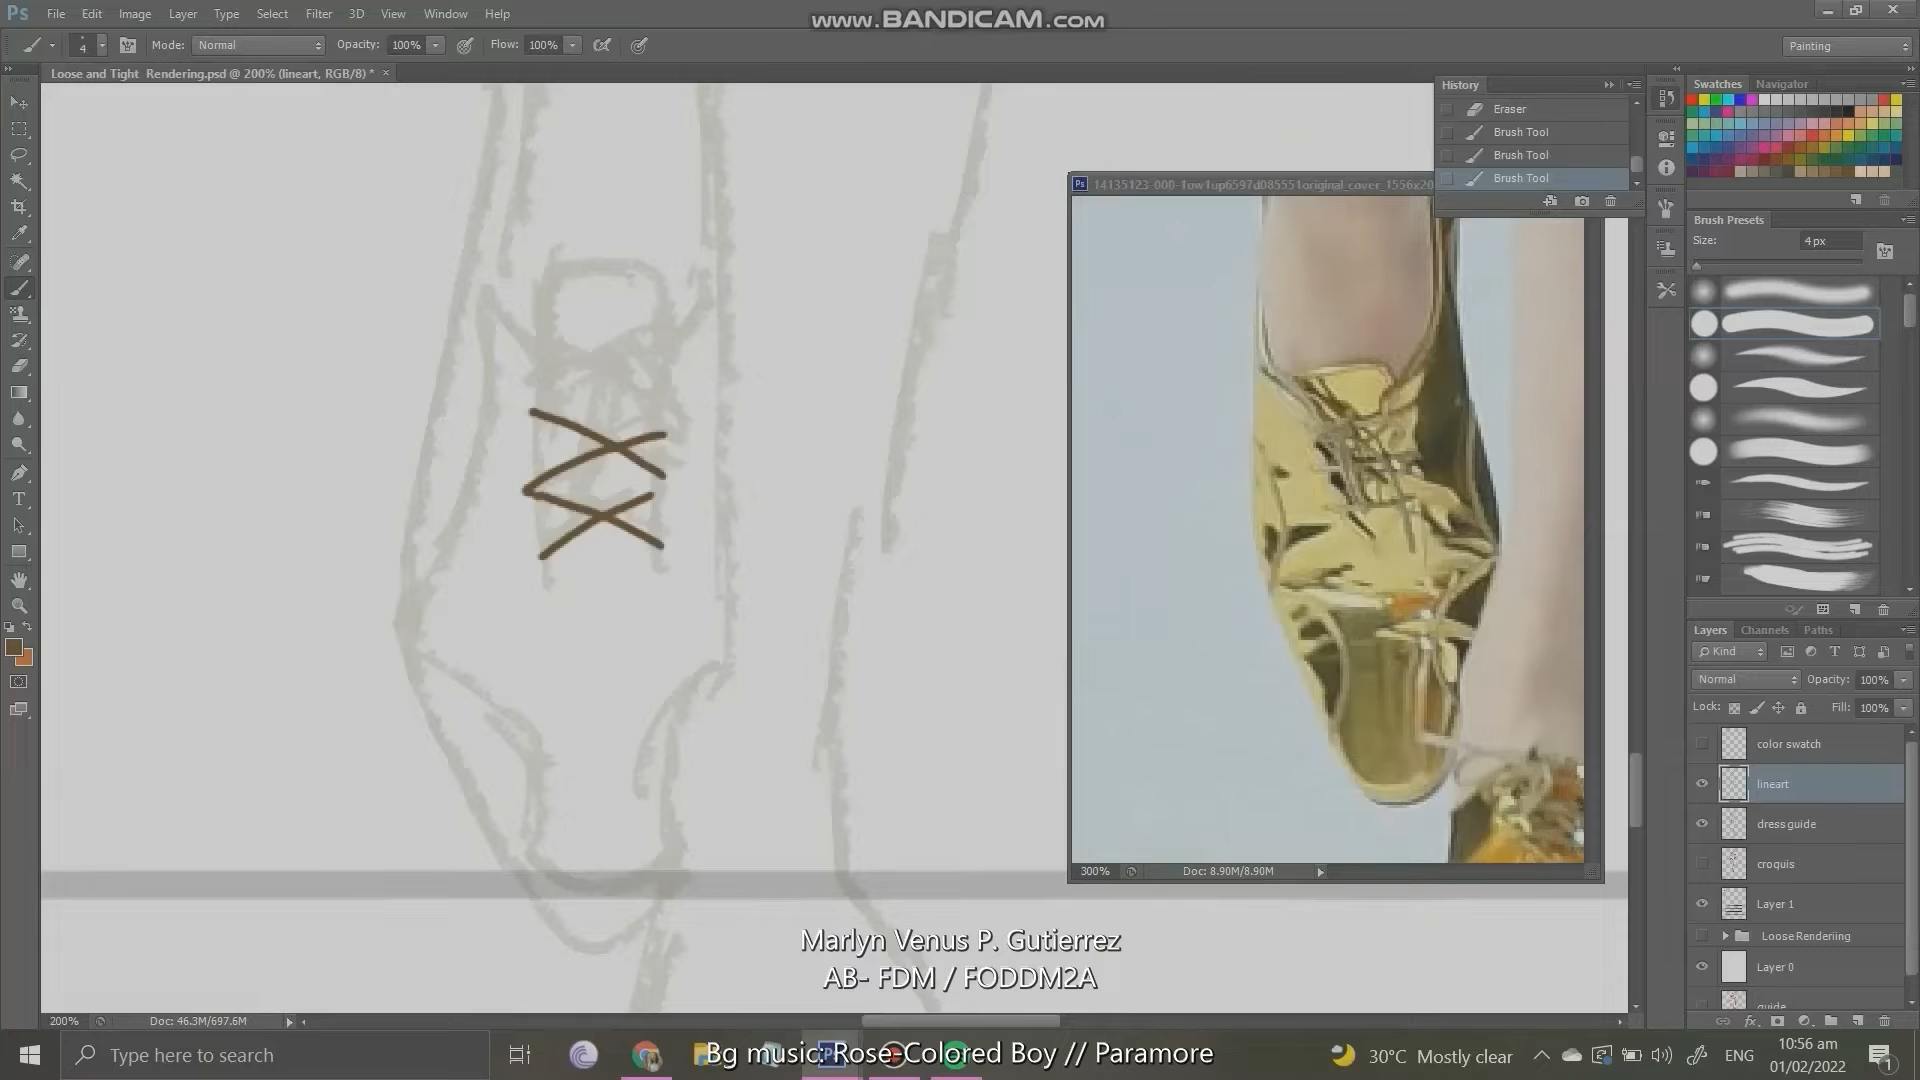 Ps File Edit Image Layer Type Select Filter 3D View Window Help
www.BANDICAM.com
4 Mode: Normal Opacity: 100% Flow: 100% Painting
Loose and Tight Rendering.psd @ 200% (lineart, RGB/8) * ×
History
Eraser
Brush Tool
Brush Tool
Brush Tool
Swatches Navigator
Brush Presets
Size: 4 px
300% Doc: 8.90M/8.90M
Layers Channels Paths
Kind
Normal Opacity: 100%
Lock: Fill: 100%
color swatch
lineart
dress guide
croquis
Layer 1
Loose Renderiing
Layer 0
guide
Marlyn Venus P. Gutierrez
AB- FDM / FODDM2A
200% Doc: 46.3M/697.6M
Type here to search
Bg music: Rose-Colored Boy // Paramore
30°C Mostly clear
ENG
10:56 am
01/02/2022
1